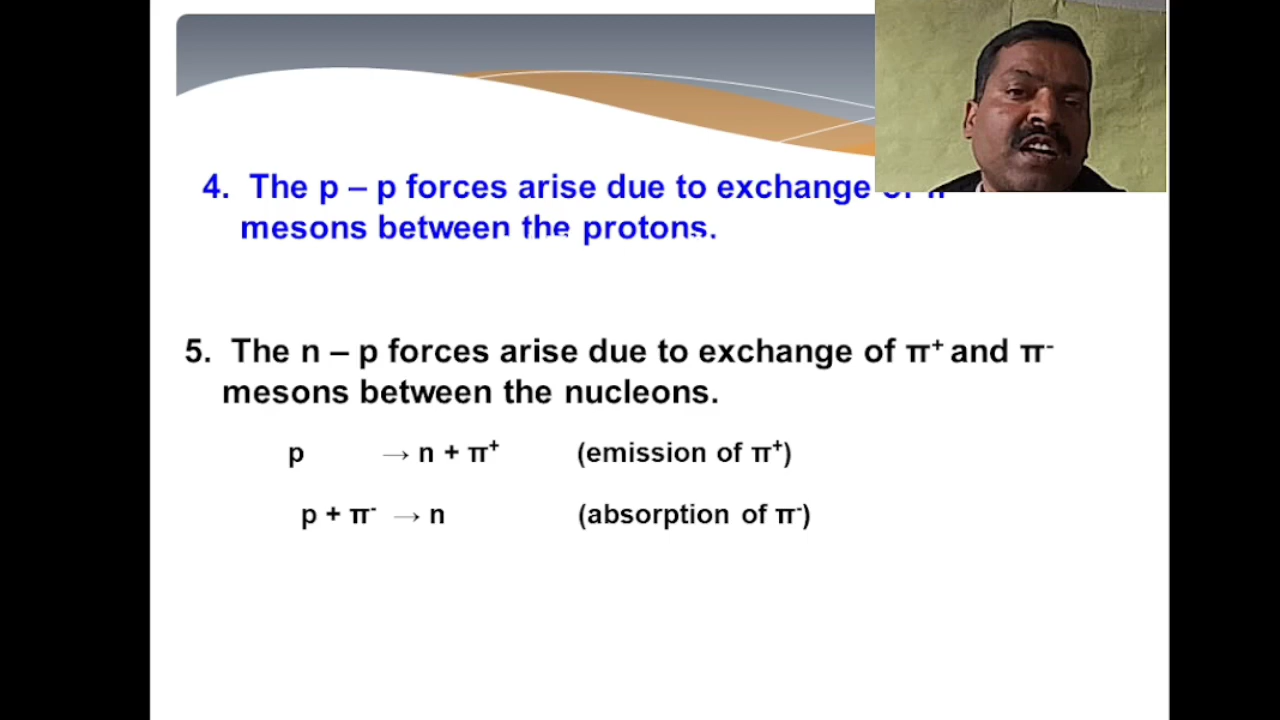 4. The p – p forces arise due to exchange
mesons between the protons.
5. The n – p forces arise due to exchange of π⁺ and π⁻
mesons between the nucleons.
p → n + π⁺ (emission of π⁺)
p + π⁻ → n (absorption of π⁻)